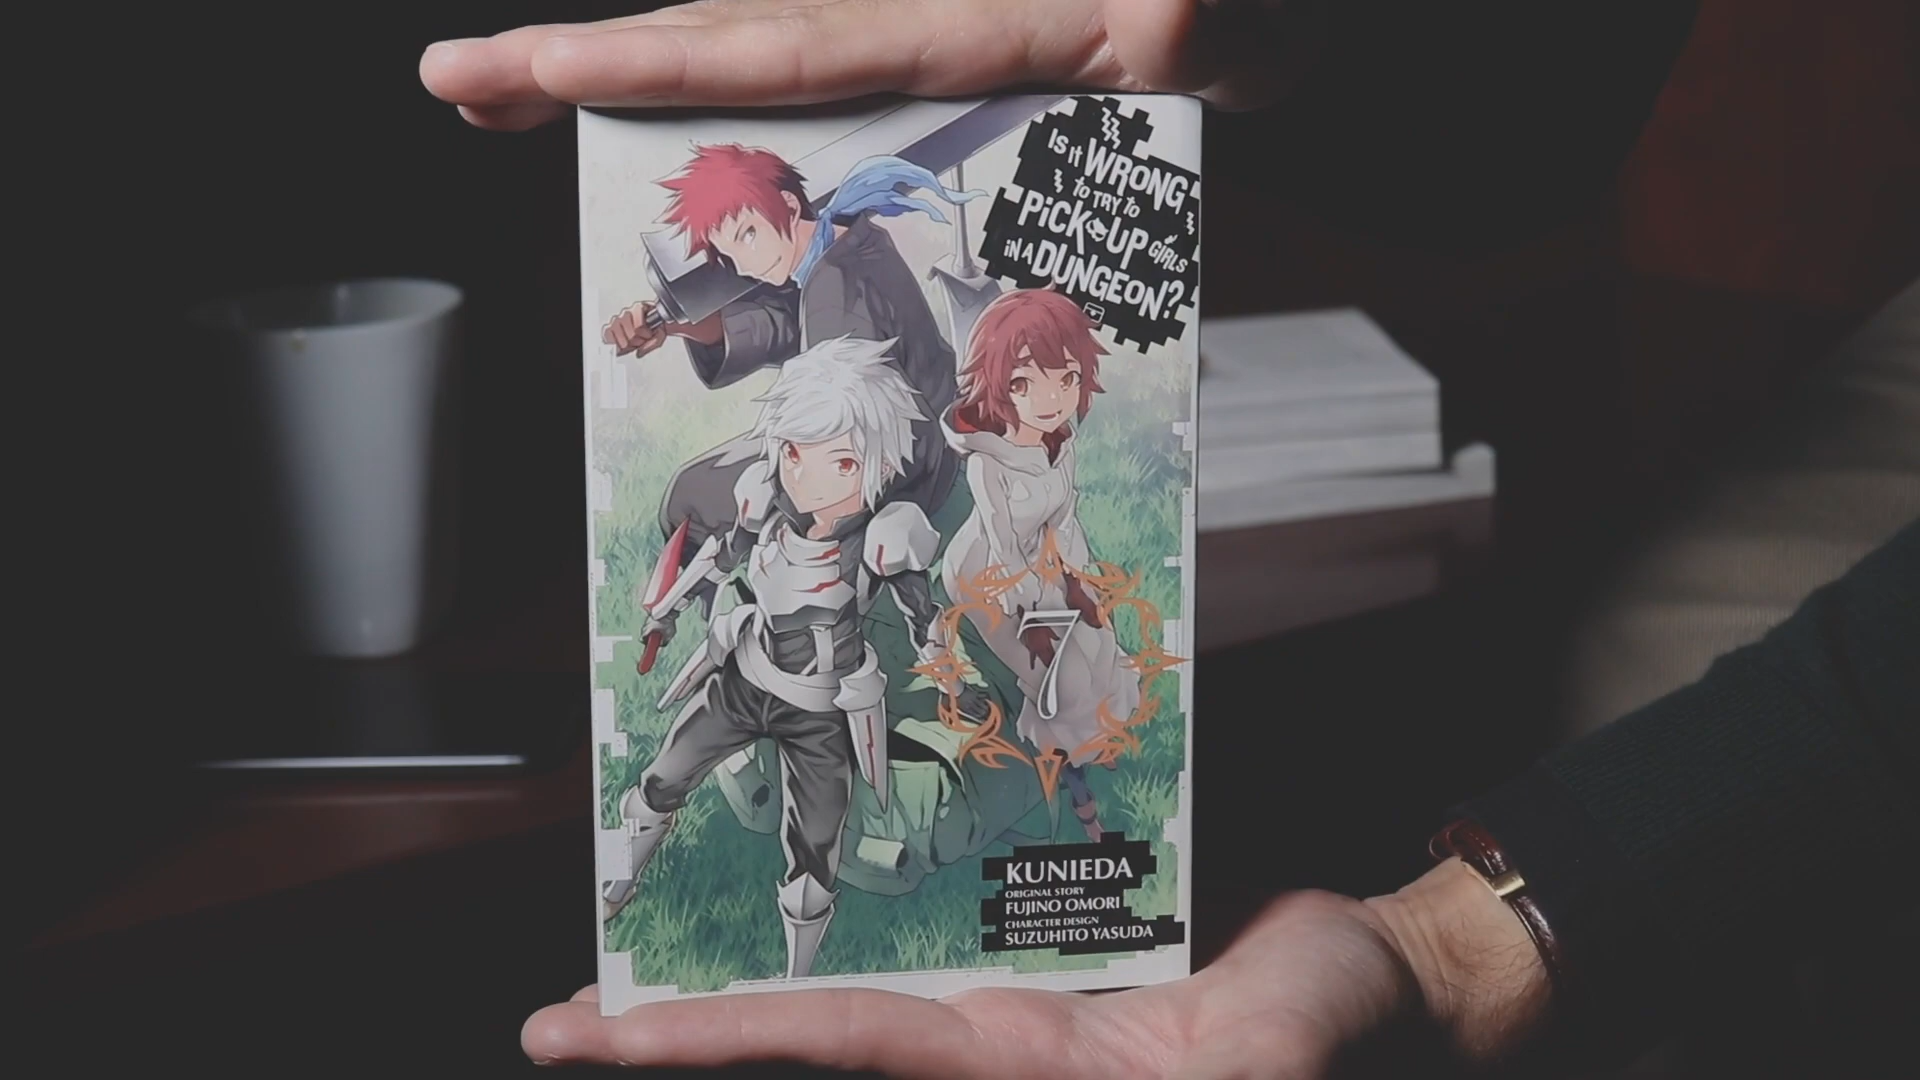 Is it WRONG
to TRY to
PiCK UP GiRLS
iN A DUNGEON?
7
KUNIEDA
ORIGINAL STORY
FUJINO OMORI
CHARACTER DESIGN
SUZUHITO YASUDA